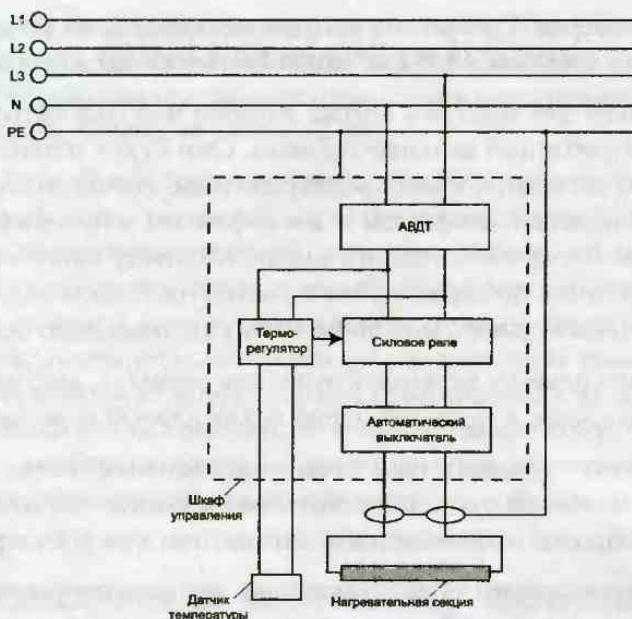 L1
L2
L3
N
PE
АВДТ
Термо-
регулятор
Силовое реле
Автоматический
выключатель
Шкаф
управления
Датчик
температуры
Нагревательная секция